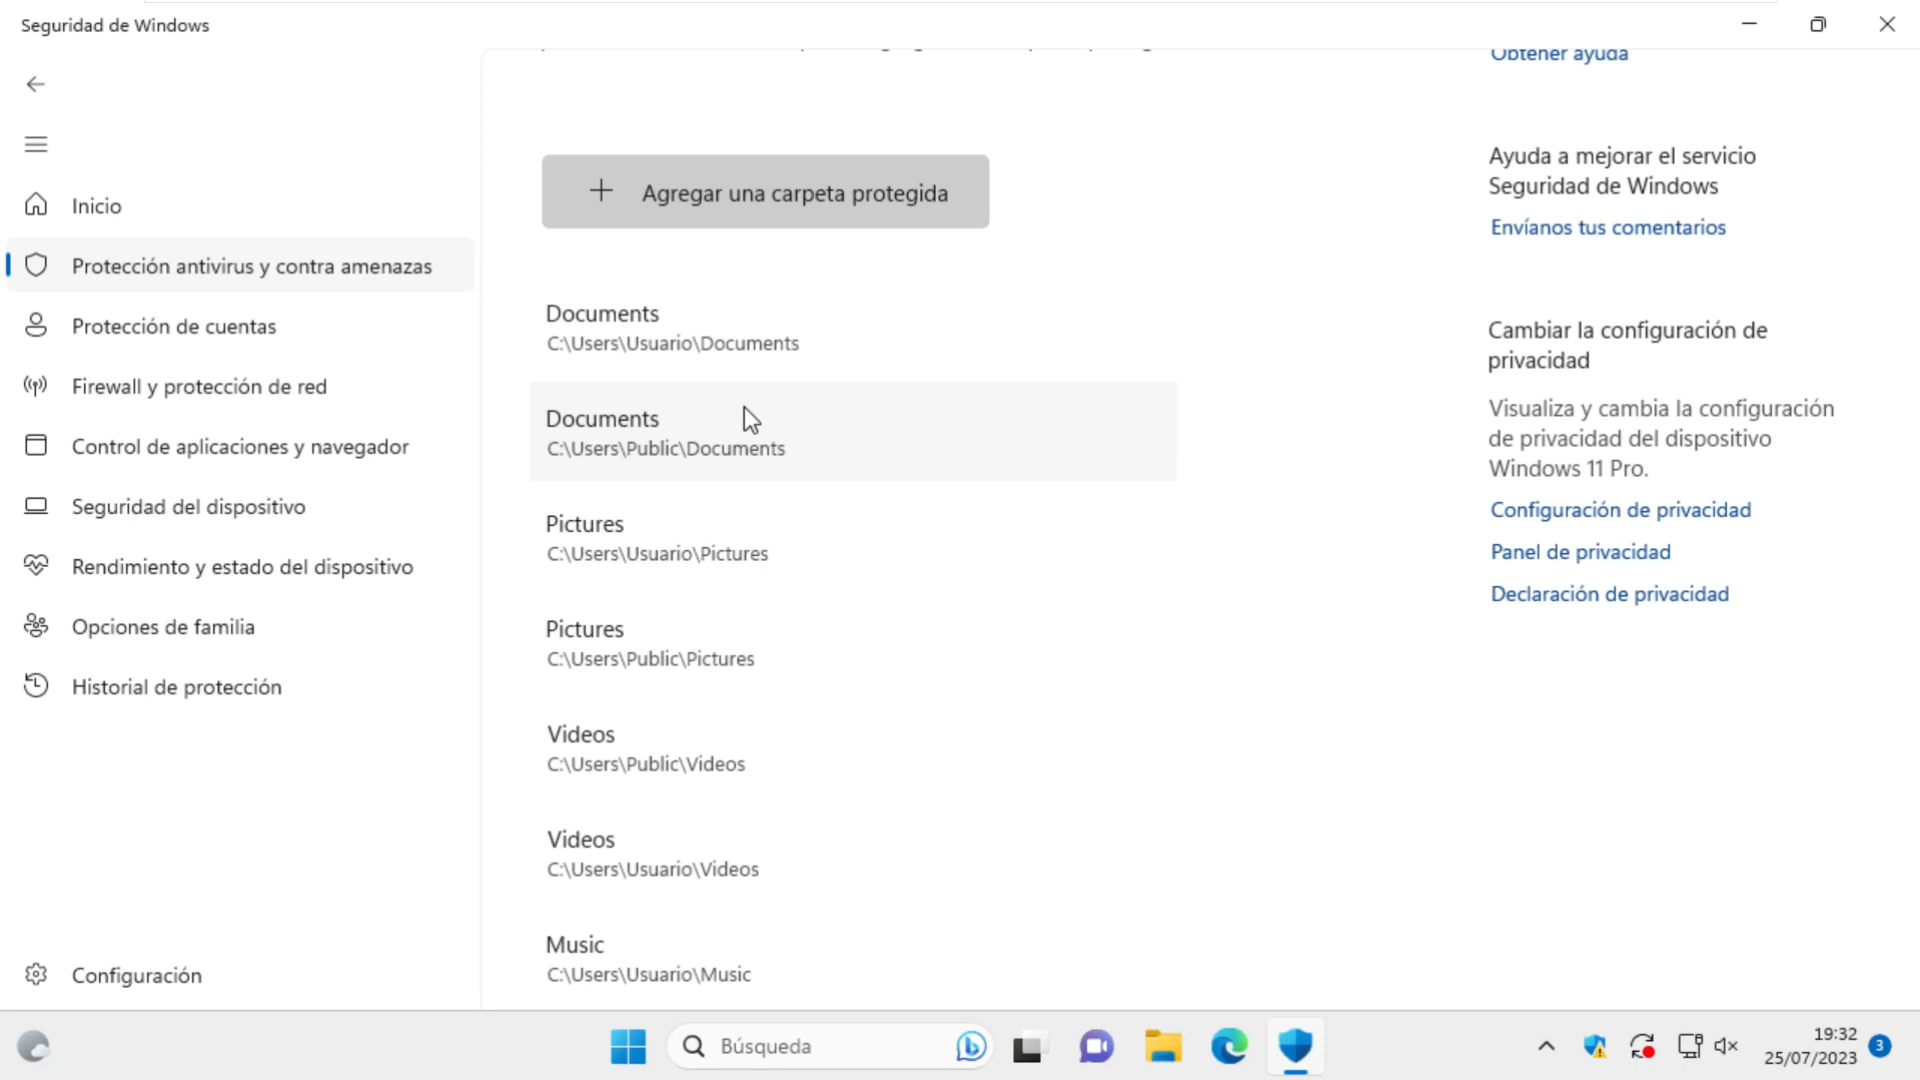 Seguridad de Windows
Inicio
Protección antivirus y contra amenazas
Protección de cuentas
Firewall y protección de red
Control de aplicaciones y navegador
Seguridad del dispositivo
Rendimiento y estado del dispositivo
Opciones de familia
Historial de protección
Configuración
Agregar una carpeta protegida
Documents
C:\Users\Usuario\Documents
Documents
C:\Users\Public\Documents
Pictures
C:\Users\Usuario\Pictures
Pictures
C:\Users\Public\Pictures
Videos
C:\Users\Public\Videos
Videos
C:\Users\Usuario\Videos
Music
C:\Users\Usuario\Music
Obtener ayuda
Ayuda a mejorar el servicio
Seguridad de Windows
Envíanos tus comentarios
Cambiar la configuración de
privacidad
Visualiza y cambia la configuración
de privacidad del dispositivo
Windows 11 Pro.
Configuración de privacidad
Panel de privacidad
Declaración de privacidad
Búsqueda
19:32
25/07/2023
3